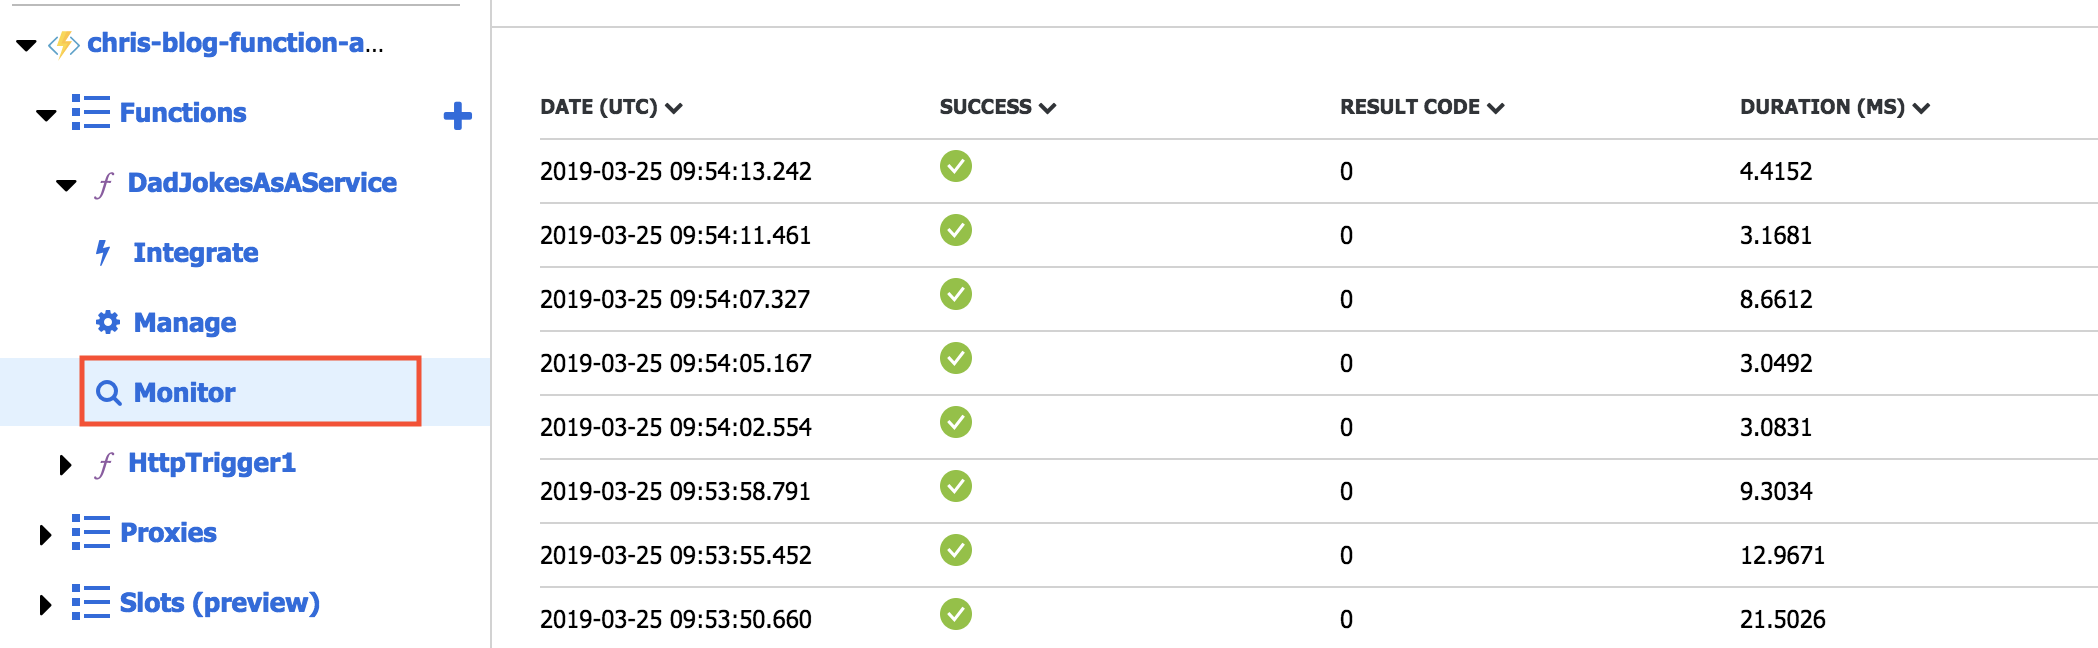 chris-blog-function-a...
Functions
DadJokesAsAService
Integrate
Manage
Monitor
HttpTrigger1
Proxies
Slots (preview)
DATE (UTC) SUCCESS RESULT CODE DURATION (MS)
2019-03-25 09:54:13.242 0 4.4152
2019-03-25 09:54:11.461 0 3.1681
2019-03-25 09:54:07.327 0 8.6612
2019-03-25 09:54:05.167 0 3.0492
2019-03-25 09:54:02.554 0 3.0831
2019-03-25 09:53:58.791 0 9.3034
2019-03-25 09:53:55.452 0 12.9671
2019-03-25 09:53:50.660 0 21.5026